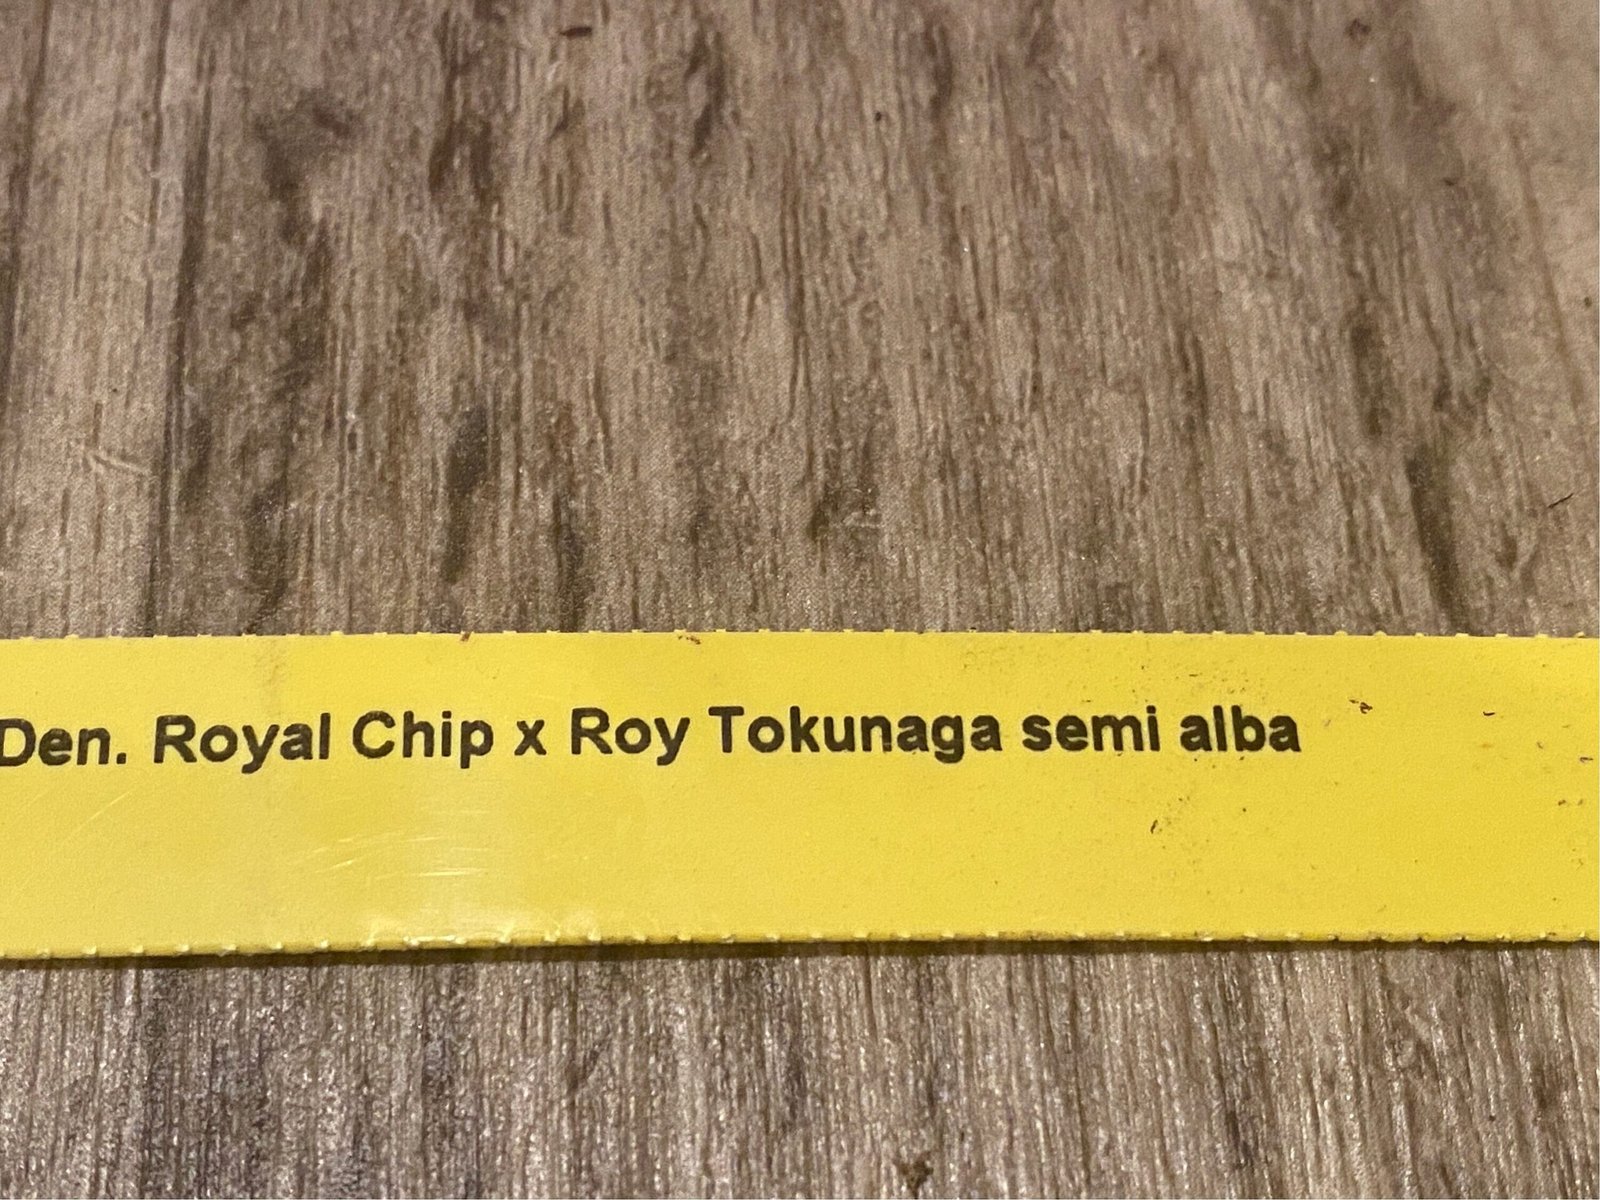 Den. Royal Chip x Roy Tokunaga semi alba